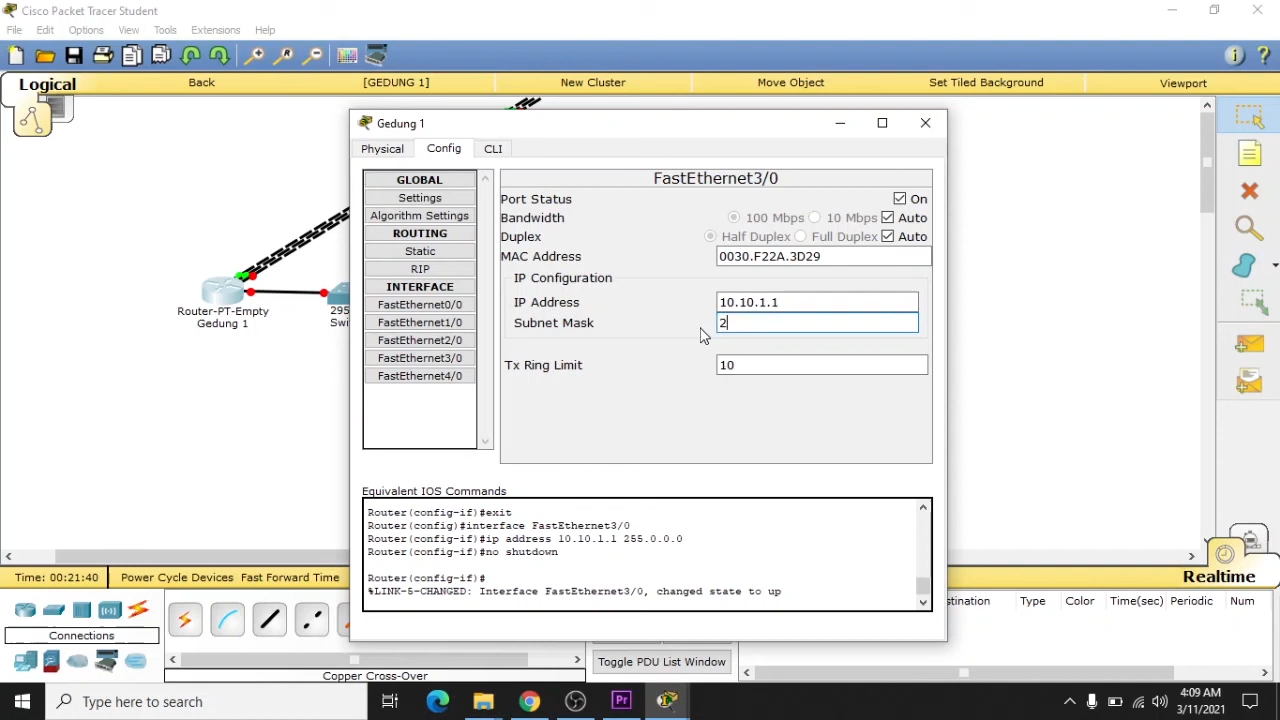 Cisco Packet Tracer Student
File Edit Options View Tools Extensions Help
Logical Back [GEDUNG 1] New Cluster Move Object Set Tiled Background Viewport
Gedung 1
Physical Config CLI
GLOBAL
Settings
Algorithm Settings
ROUTING
Static
RIP
INTERFACE
FastEthernet0/0
FastEthernet1/0
FastEthernet2/0
FastEthernet3/0
FastEthernet4/0
FastEthernet3/0
Port Status On
Bandwidth 100 Mbps 10 Mbps Auto
Duplex Half Duplex Full Duplex Auto
MAC Address 0030.F22A.3D29
IP Configuration
IP Address 10.10.1.1
Subnet Mask 2
Tx Ring Limit 10
Router-PT-Empty
Gedung 1
295
Swi
Equivalent IOS Commands
Router(config-if)#exit
Router(config)#interface FastEthernet3/0
Router(config-if)#ip address 10.10.1.1 255.0.0.0
Router(config-if)#no shutdown
Router(config-if)#
%LINK-5-CHANGED: Interface FastEthernet3/0, changed state to up
Time: 00:21:40 Power Cycle Devices Fast Forward Time Realtime
stination Type Color Time(sec) Periodic Num
Connections
Toggle PDU List Window
Copper Cross-Over
Type here to search
Pr
4:09 AM
3/11/2021